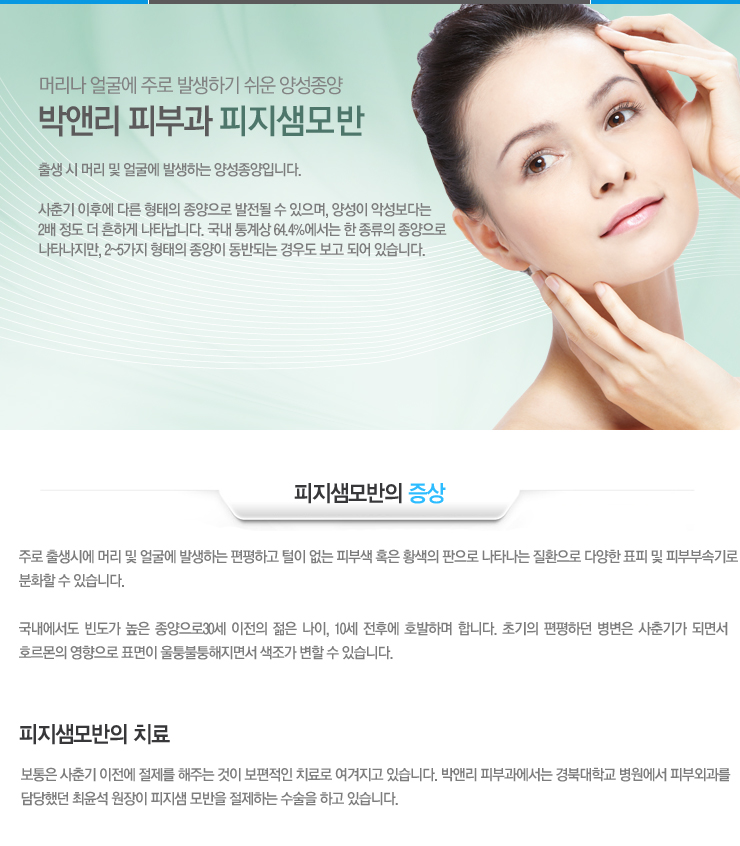 머리나 얼굴에 주로 발생하기 쉬운 양성종양
박앤리 피부과 피지샘모반
출생 시 머리 및 얼굴에 발생하는 양성종양입니다.
사춘기 이후에 다른 형태의 종양으로 발전될 수 있으며, 양성이 악성보다는
2배 정도 더 흔하게 나타납니다. 국내 통계상 64.4%에서는 한 종류의 종양으로
나타나지만, 2~5가지 형태의 종양이 동반되는 경우도 보고 되어 있습니다.
피지샘모반의 증상
주로 출생시에 머리 및 얼굴에 발생하는 편평하고 털이 없는 피부색 혹은 황색의 판으로 나타나는 질환으로 다양한 표피 및 피부부속기로
분화할 수 있습니다.
국내에서도 빈도가 높은 종양으로30세 이전의 젊은 나이, 10세 전후에 호발하며 합니다. 초기의 편평하던 병변은 사춘기가 되면서
호르몬의 영향으로 표면이 울퉁불퉁해지면서 색조가 변할 수 있습니다.
피지샘모반의 치료
보통은 사춘기 이전에 절제를 해주는 것이 보편적인 치료로 여겨지고 있습니다. 박앤리 피부과에서는 경북대학교 병원에서 피부외과를
담당했던 최윤석 원장이 피지샘 모반을 절제하는 수술을 하고 있습니다.